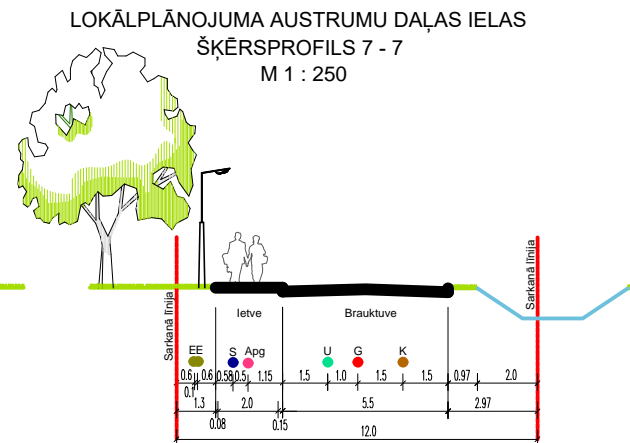 LOKĀLPLĀNOJUMA AUSTRUMU DAĻAS IELAS
ŠĶĒRSPROFILS 7 - 7
M 1 : 250
Sarkanā līnija
Sarkanā līnija
Ietve
Brauktuve
EE
S
Apg
U
G
K
0.6
0.6
0.58
0.5
1.15
1.5
1.0
1.5
1.5
0.97
2.0
0.1
1.3
2.0
5.5
2.97
0.08
0.15
12.0